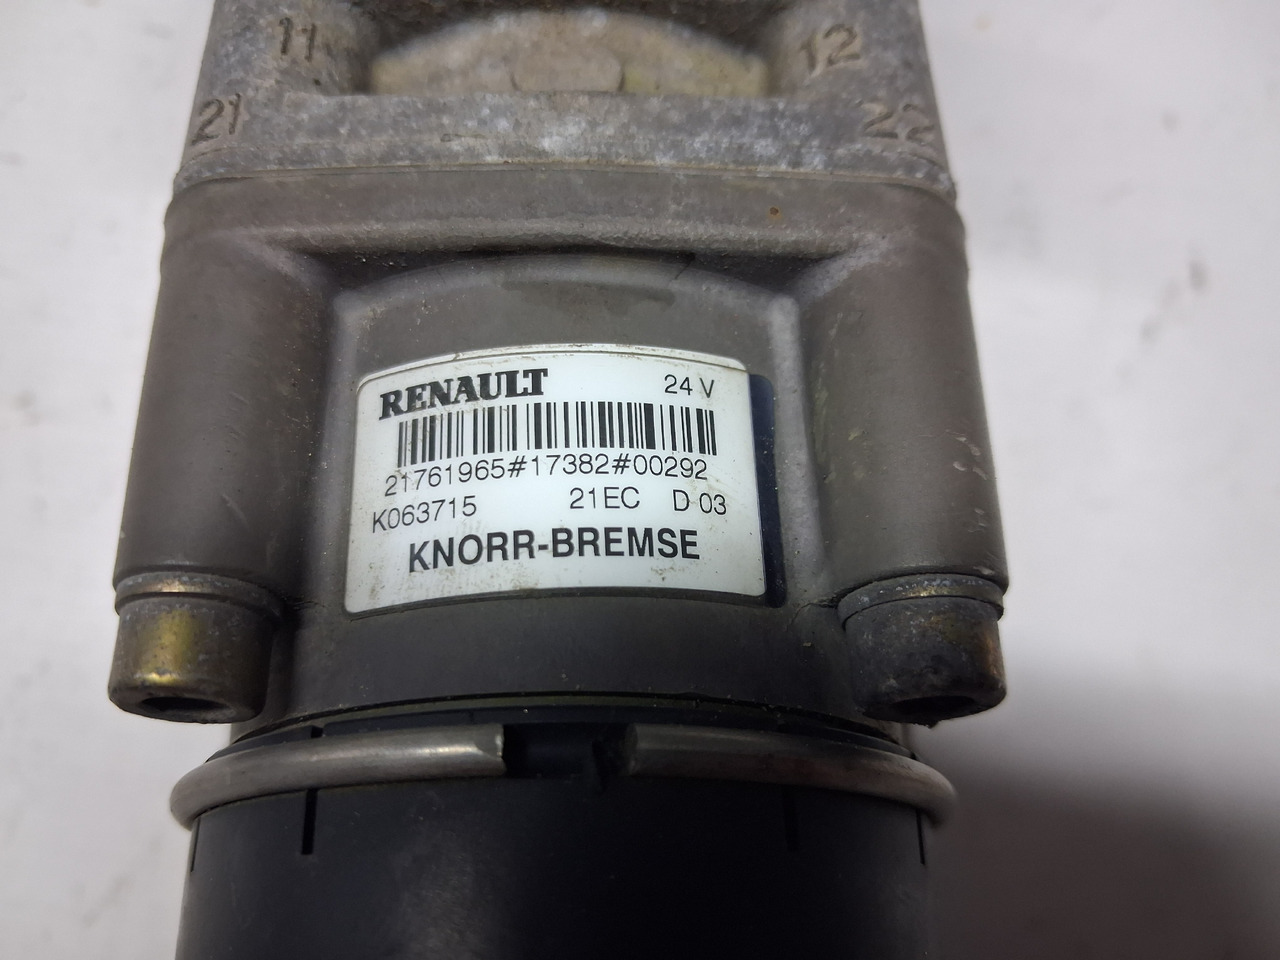 11 12
21 22
RENAULT 24 V
21761965#17382#00292
K063715 21EC D 03
KNORR-BREMSE